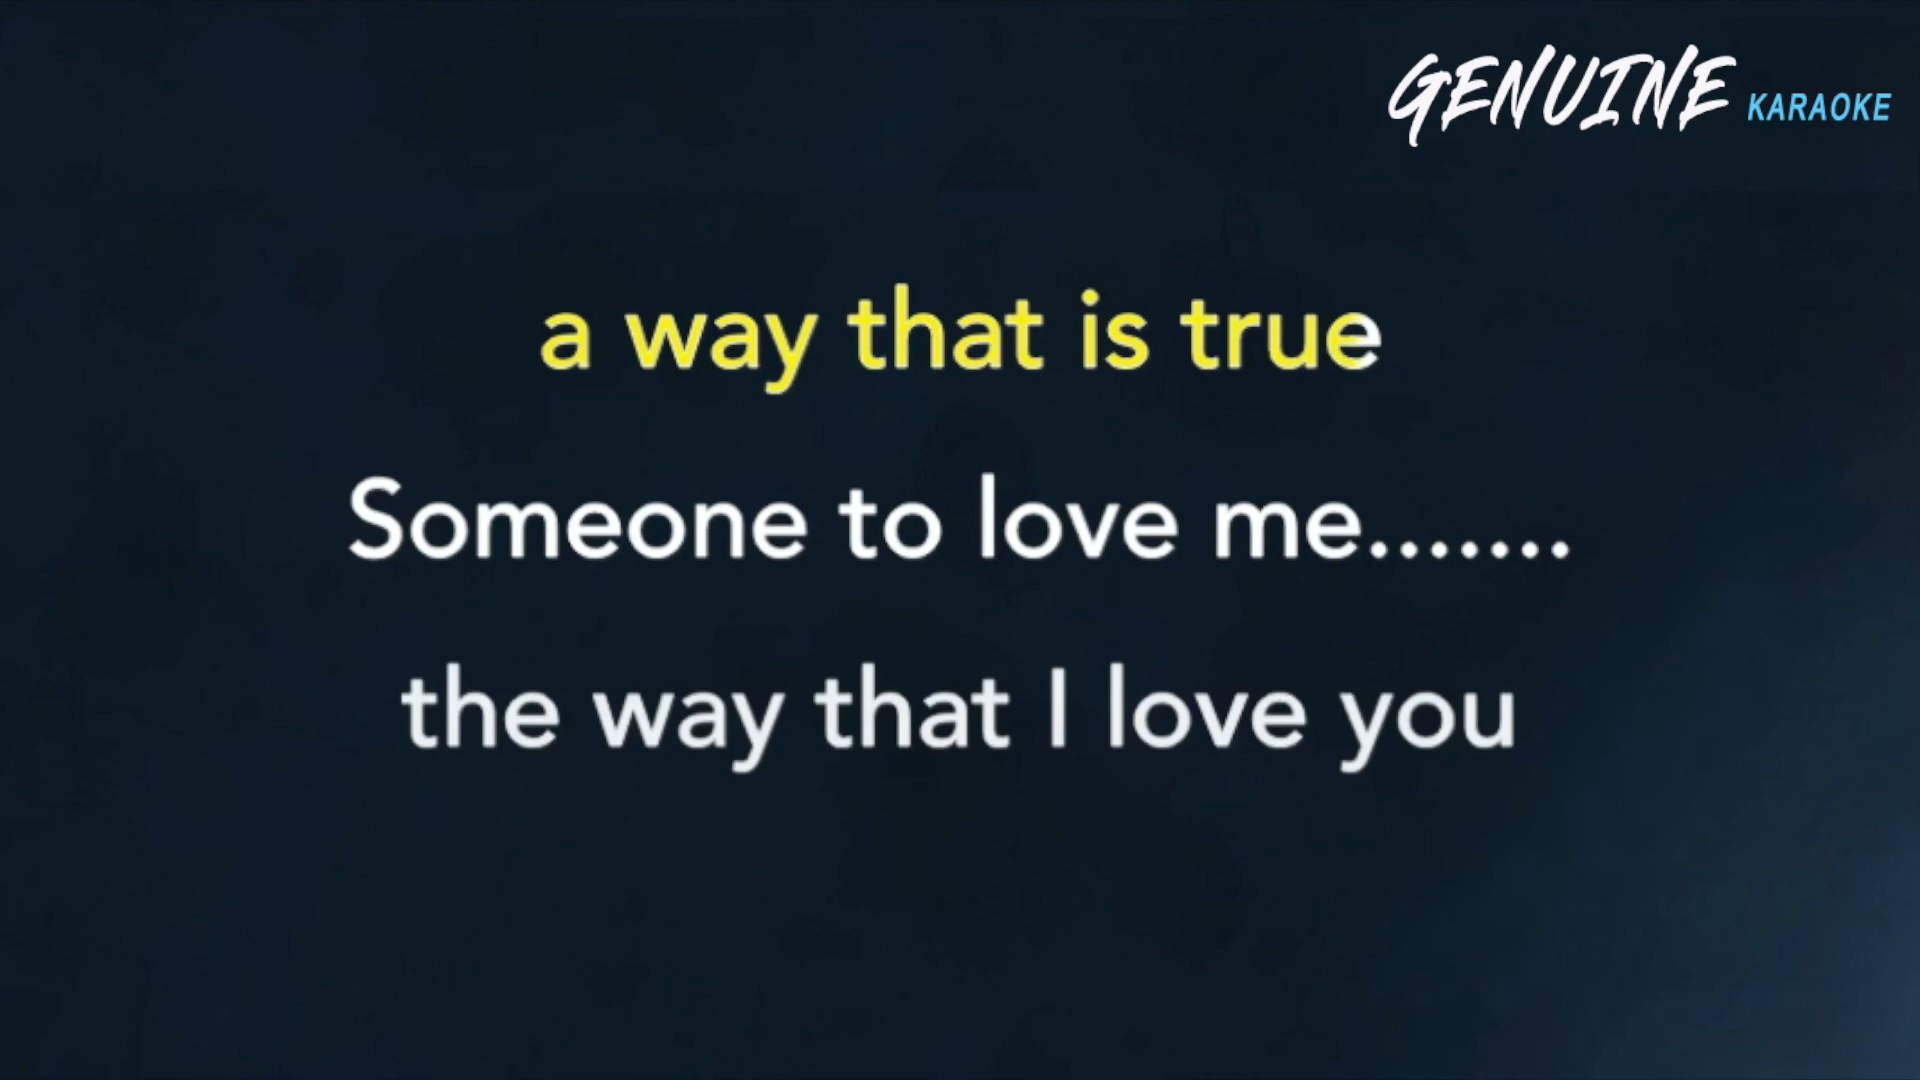 GENUINE KARAOKE
a way that is true
Someone to love me.......
the way that I love you